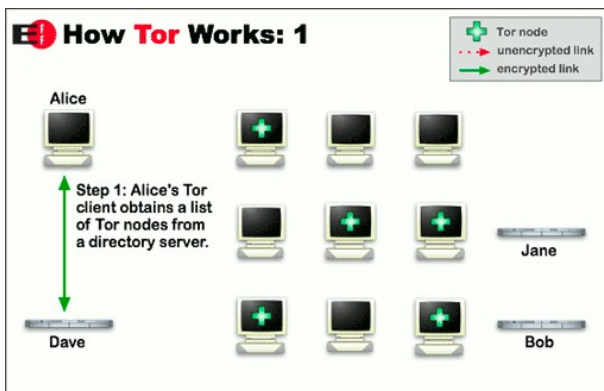 EFF How Tor Works: 1
Tor node
unencrypted link
encrypted link
Alice
Step 1: Alice's Tor
client obtains a list
of Tor nodes from
a directory server.
Jane
Dave
Bob